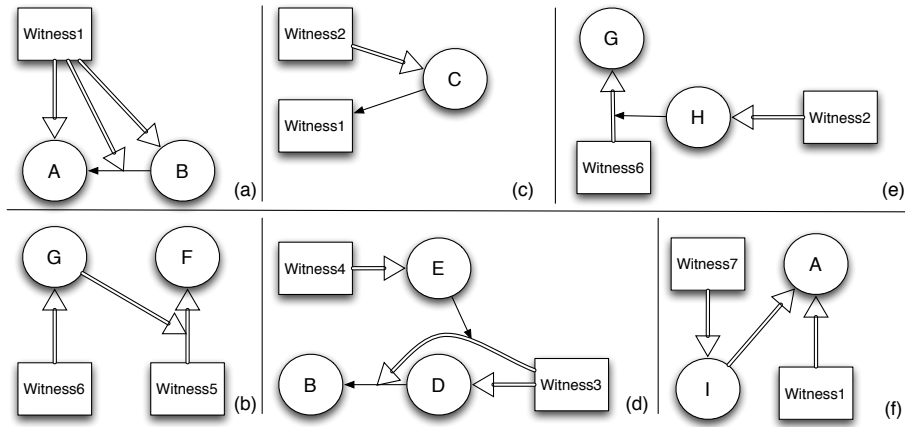 Witness1
A
B
(a)
Witness2
C
Witness1
(c)
G
H
Witness2
Witness6
(e)
G
F
Witness6
Witness5
(b)
Witness4
E
B
D
Witness3
(d)
Witness7
A
I
Witness1
(f)